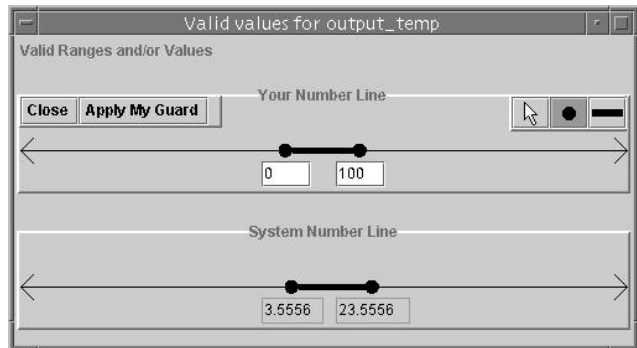 Valid values for output_temp
Valid Ranges and/or Values
Your Number Line
Close Apply My Guard
0 100
System Number Line
3.5556 23.5556